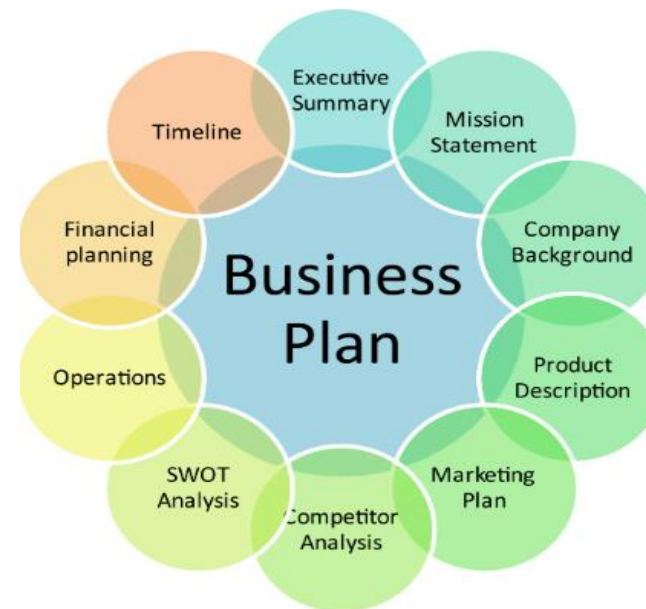 Business
Plan
Executive
Summary
Mission
Statement
Company
Background
Product
Description
Marketing
Plan
Competitor
Analysis
SWOT
Analysis
Operations
Financial
planning
Timeline